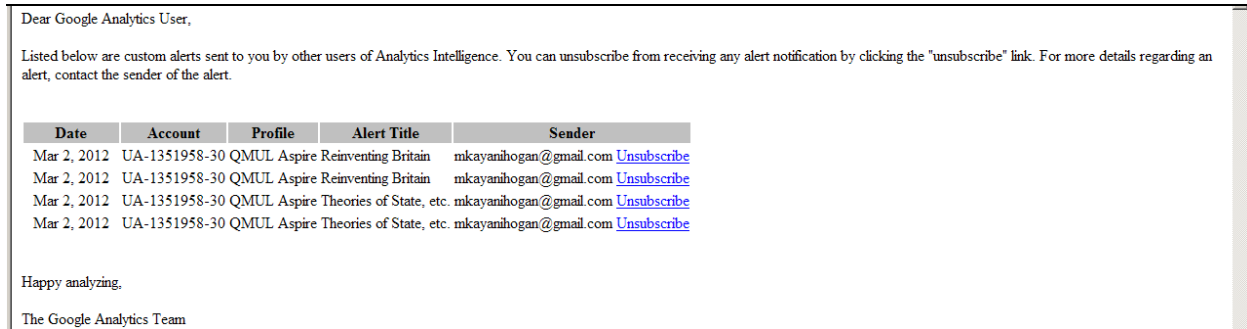 Dear Google Analytics User,
Listed below are custom alerts sent to you by other users of Analytics Intelligence. You can unsubscribe from receiving any alert notification by clicking the "unsubscribe" link. For more details regarding an
alert, contact the sender of the alert.
Date Account Profile Alert Title Sender
Mar 2, 2012 UA-1351958-30 QMUL Aspire Reinventing Britain mkayanihogan@gmail.com Unsubscribe
Mar 2, 2012 UA-1351958-30 QMUL Aspire Reinventing Britain mkayanihogan@gmail.com Unsubscribe
Mar 2, 2012 UA-1351958-30 QMUL Aspire Theories of State, etc. mkayanihogan@gmail.com Unsubscribe
Mar 2, 2012 UA-1351958-30 QMUL Aspire Theories of State, etc. mkayanihogan@gmail.com Unsubscribe
Happy analyzing,
The Google Analytics Team